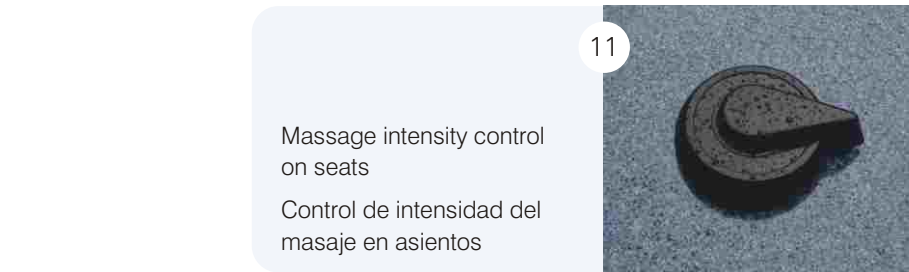 11
Massage intensity control
on seats
Control de intensidad del
masaje en asientos